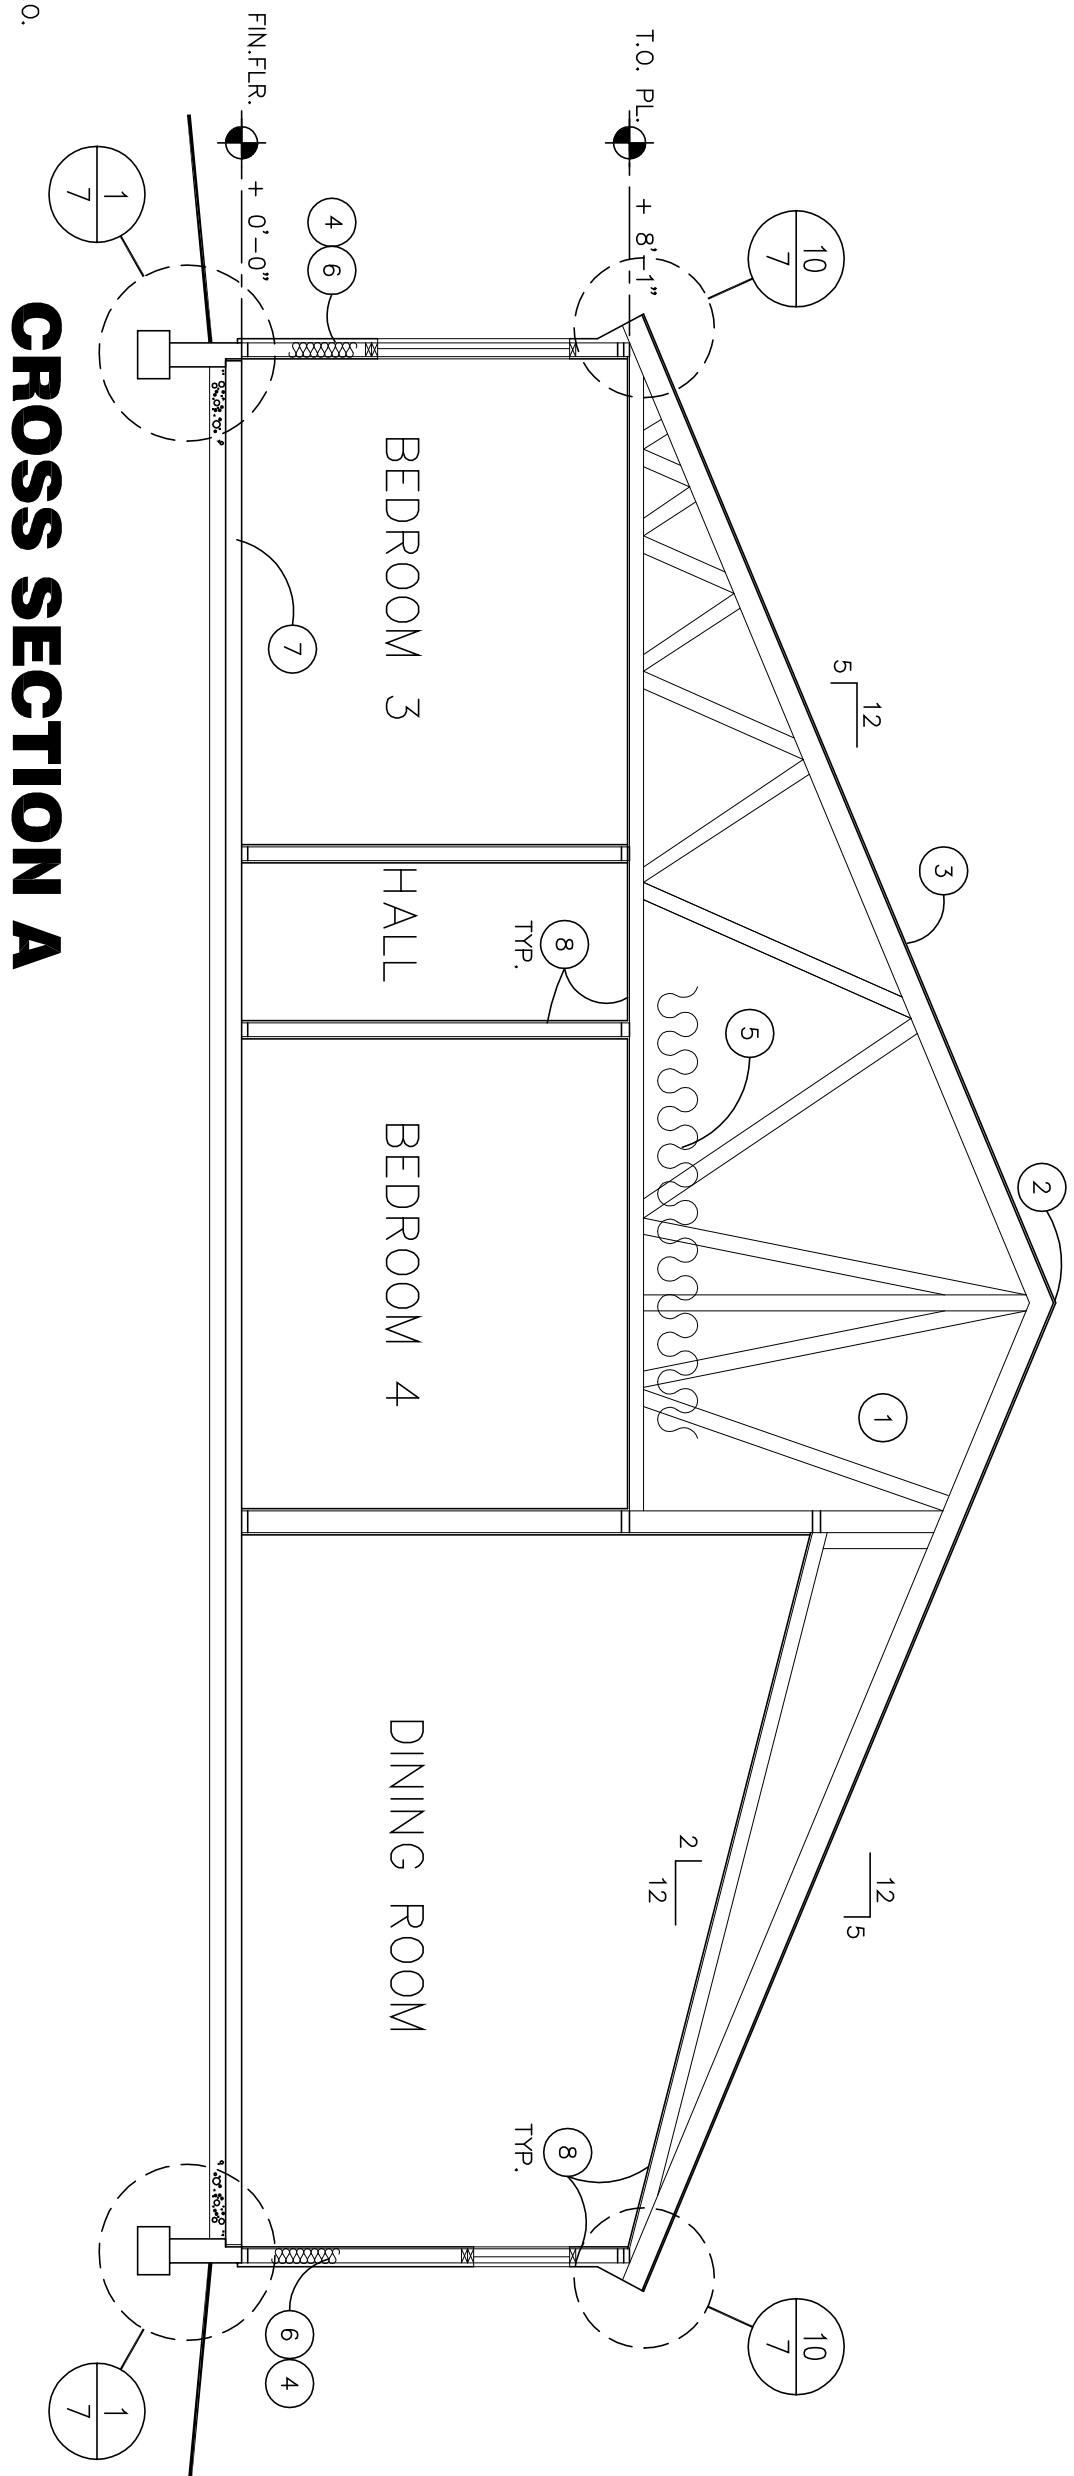 2
3
1
12
5
12
5
10
7
10
7
5
2
12
T.O. PL.
+ 8'-1"
8
TYP.
8
TYP.
BEDROOM 3
HALL
BEDROOM 4
DINING ROOM
4 6
6 4
7
FIN.FLR.
+ 0'-0"
1
7
1
7
CROSS SECTION A
O.